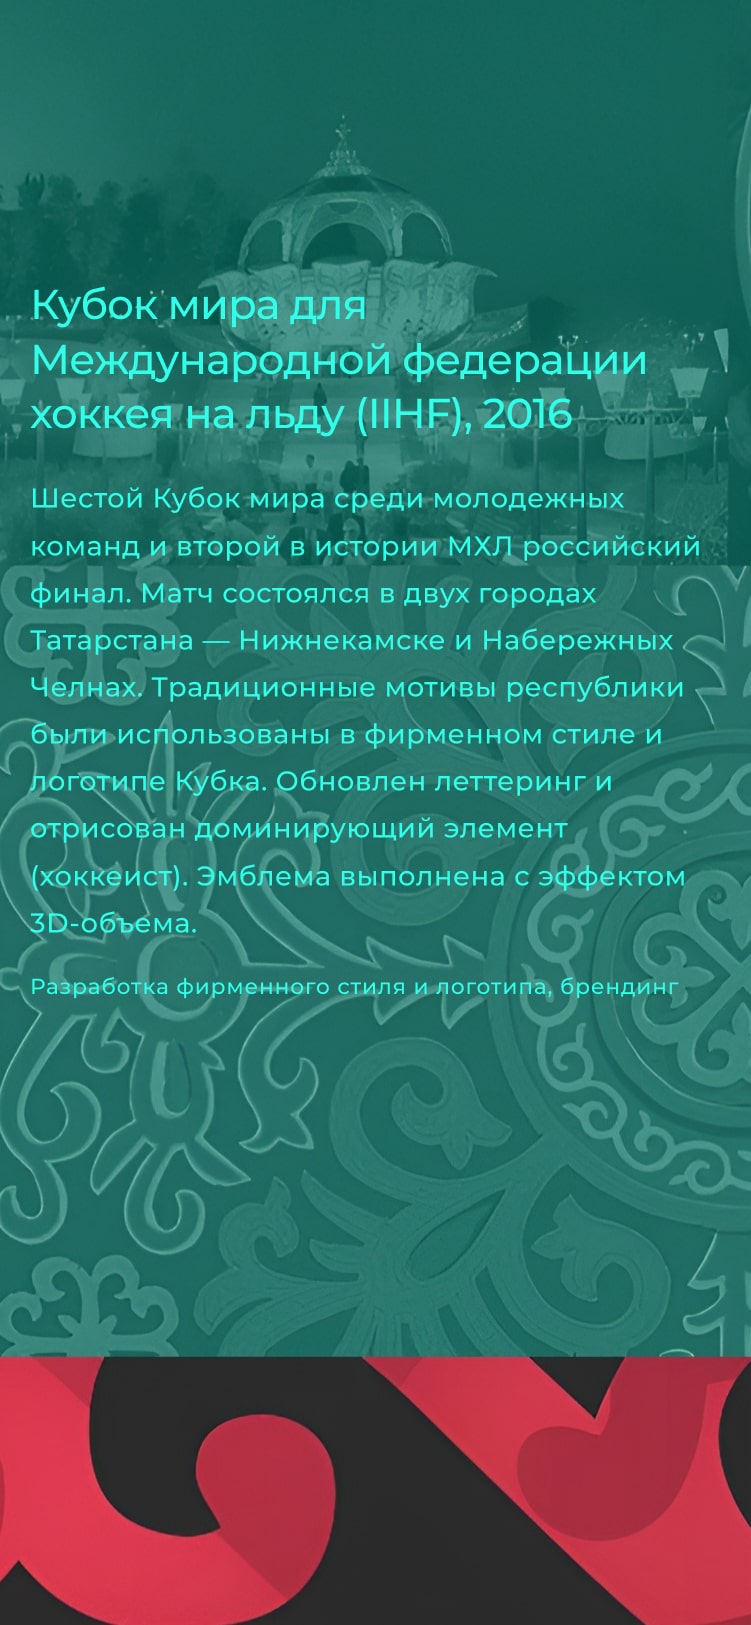 Кубок мира для
Международной федерации
хоккея на льду (IIHF), 2016
Шестой Кубок мира среди молодежных
команд и второй в истории МХЛ российский
финал. Матч состоялся в двух городах
Татарстана — Нижнекамске и Набережных
Челнах. Традиционные мотивы республики
были использованы в фирменном стиле и
логотипе Кубка. Обновлен леттеринг и
отрисован доминирующий элемент
(хоккеист). Эмблема выполнена с эффектом
3D-объема.
Разработка фирменного стиля и логотипа, брендинг